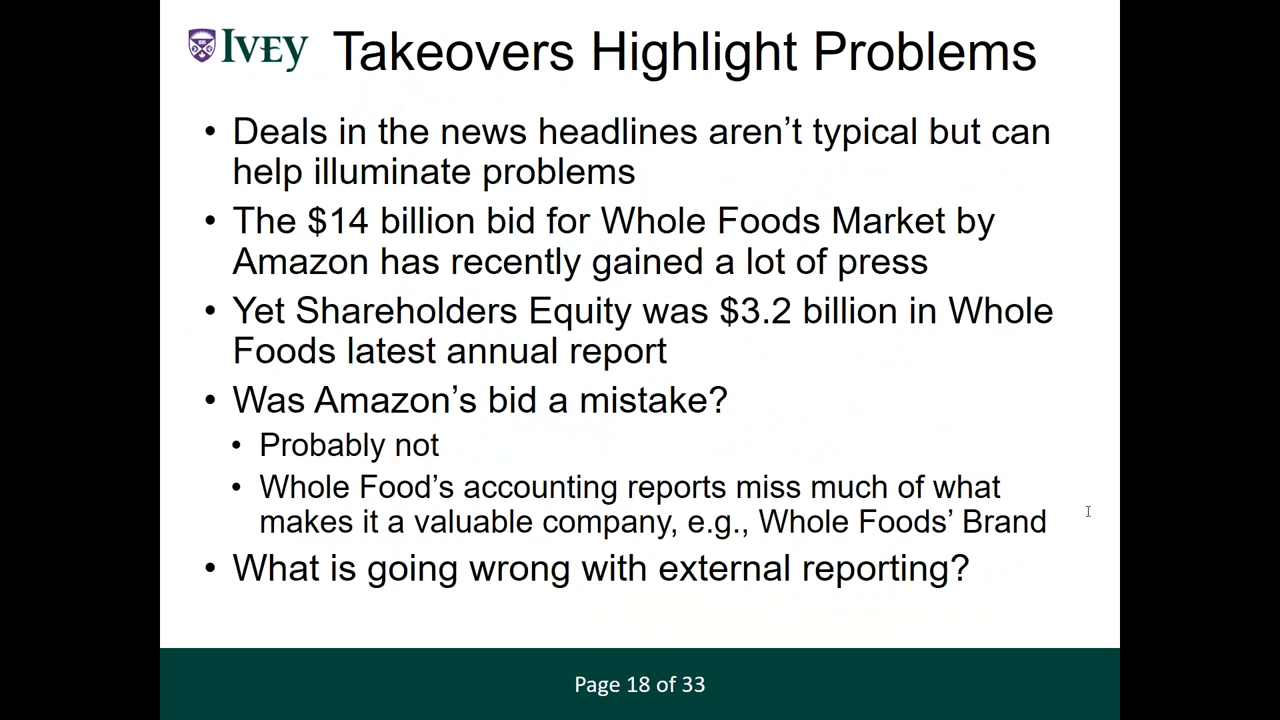 IVEY
Takeovers Highlight Problems
• Deals in the news headlines aren’t typical but can
help illuminate problems
• The $14 billion bid for Whole Foods Market by
Amazon has recently gained a lot of press
• Yet Shareholders Equity was $3.2 billion in Whole
Foods latest annual report
• Was Amazon’s bid a mistake?
• Probably not
• Whole Food’s accounting reports miss much of what
makes it a valuable company, e.g., Whole Foods’ Brand
• What is going wrong with external reporting?
Page 18 of 33